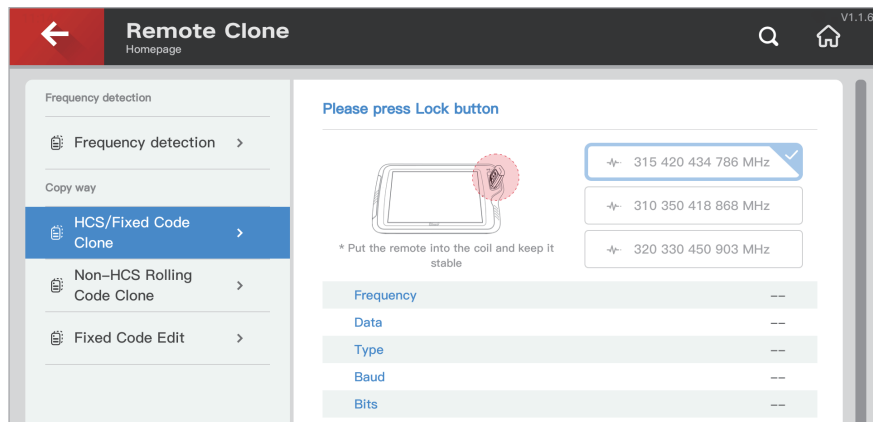 Remote Clone
Homepage
V1.1.6
Frequency detection
Frequency detection
Copy way
HCS/Fixed Code
Clone
Non-HCS Rolling
Code Clone
Fixed Code Edit
Please press Lock button
315 420 434 786 MHz
310 350 418 868 MHz
320 330 450 903 MHz
* Put the remote into the coil and keep it
stable
Frequency --
Data --
Type --
Baud --
Bits --